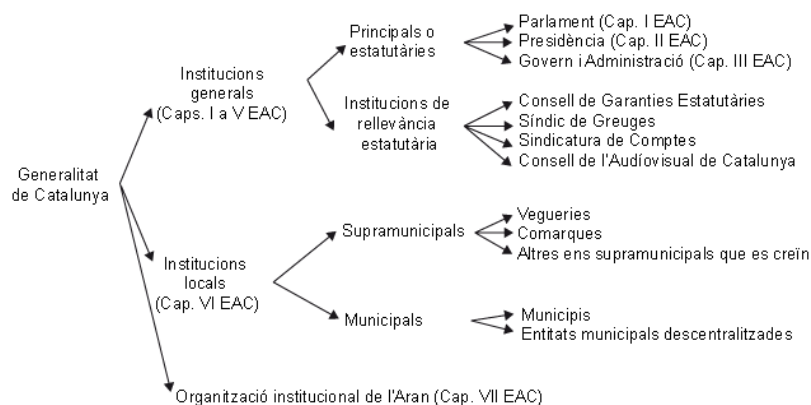 Generalitat
de Catalunya
Institucions
generals
(Caps. I a V EAC)
Principals o
estatutàries
Parlament (Cap. I EAC)
Presidència (Cap. II EAC)
Govern i Administració (Cap. III EAC)
Institucions de
rellevància
estatutària
Consell de Garanties Estatutàries
Síndic de Greuges
Sindicatura de Comptes
Consell de l'Audíovisual de Catalunya
Institucions
locals
(Cap. VI EAC)
Supramunicipals
Vegueries
Comarques
Altres ens supramunicipals que es creïn
Municipals
Municipis
Entitats municipals descentralitzades
Organització institucional de l'Aran (Cap. VII EAC)